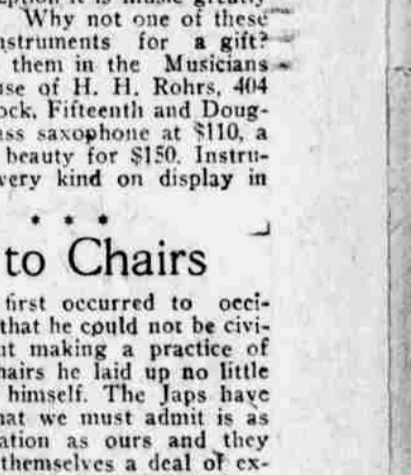 Why not one of these
nstruments for a gift?
them in the Musicians
use of H. H. Rohrs, 404
ock, Fifteenth and Doug-
ass saxophone at $110, a
beauty for $150. Instru-
very kind on display in
* * *
to Chairs
first occurred to occi-
that he could not be civi-
ut making a practice of
hairs he laid up no little
himself. The Japs have
hat we must admit is as
ation as ours and they
themselves a deal of ex-